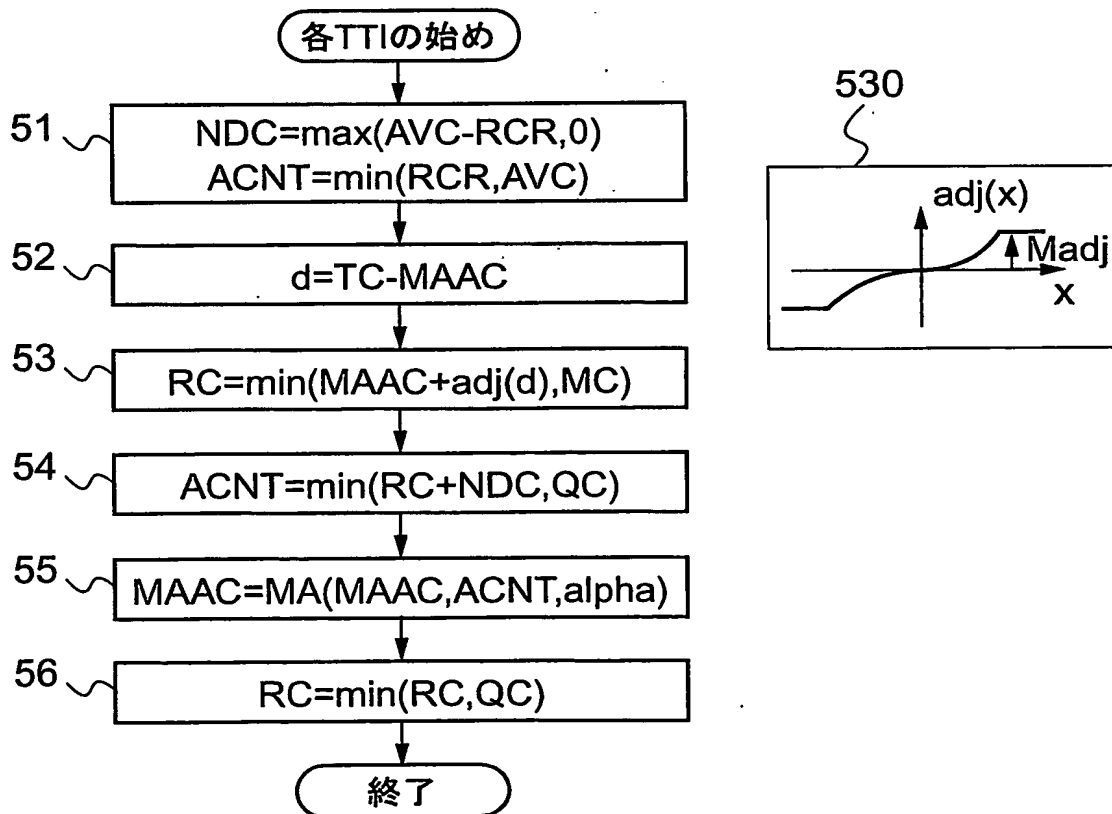 各TTIの始め
51
NDC=max(AVC-RCR,0)
ACNT=min(RCR,AVC)
52
d=TC-MAAC
53
RC=min(MAAC+adj(d),MC)
54
ACNT=min(RC+NDC,QC)
55
MAAC=MA(MAAC,ACNT,alpha)
56
RC=min(RC,QC)
終了
530
adj(x)
Madj
x